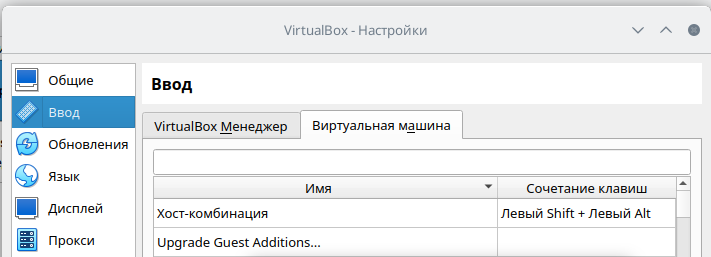 VirtualBox - Настройки
Общие
Ввод
Обновления
Язык
Дисплей
Прокси
Ввод
VirtualBox Менеджер
Виртуальная машина
Имя
Сочетание клавиш
Хост-комбинация
Левый Shift + Левый Alt
Upgrade Guest Additions...